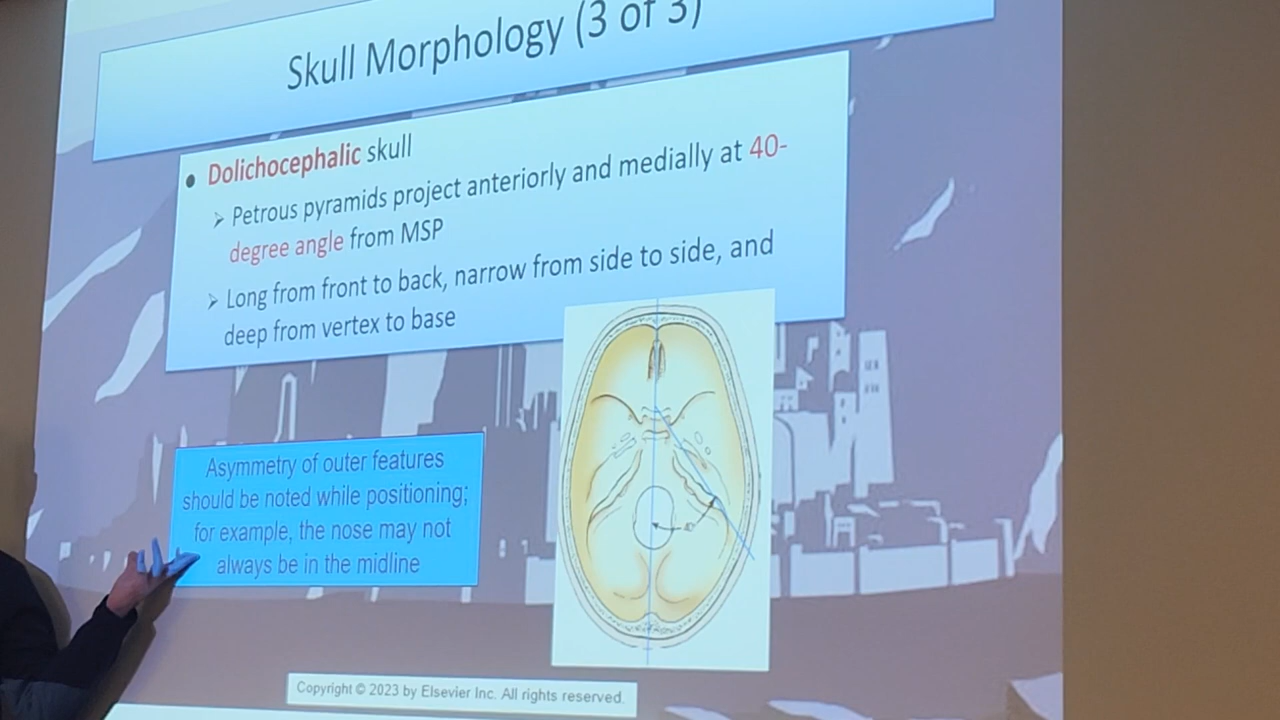 Skull Morphology (3 of 3)
• Dolichocephalic skull
➢ Petrous pyramids project anteriorly and medially at 40-
degree angle from MSP
➢ Long from front to back, narrow from side to side, and
deep from vertex to base
Asymmetry of outer features
should be noted while positioning;
for example, the nose may not
always be in the midline
Copyright © 2023 by Elsevier Inc. All rights reserved.